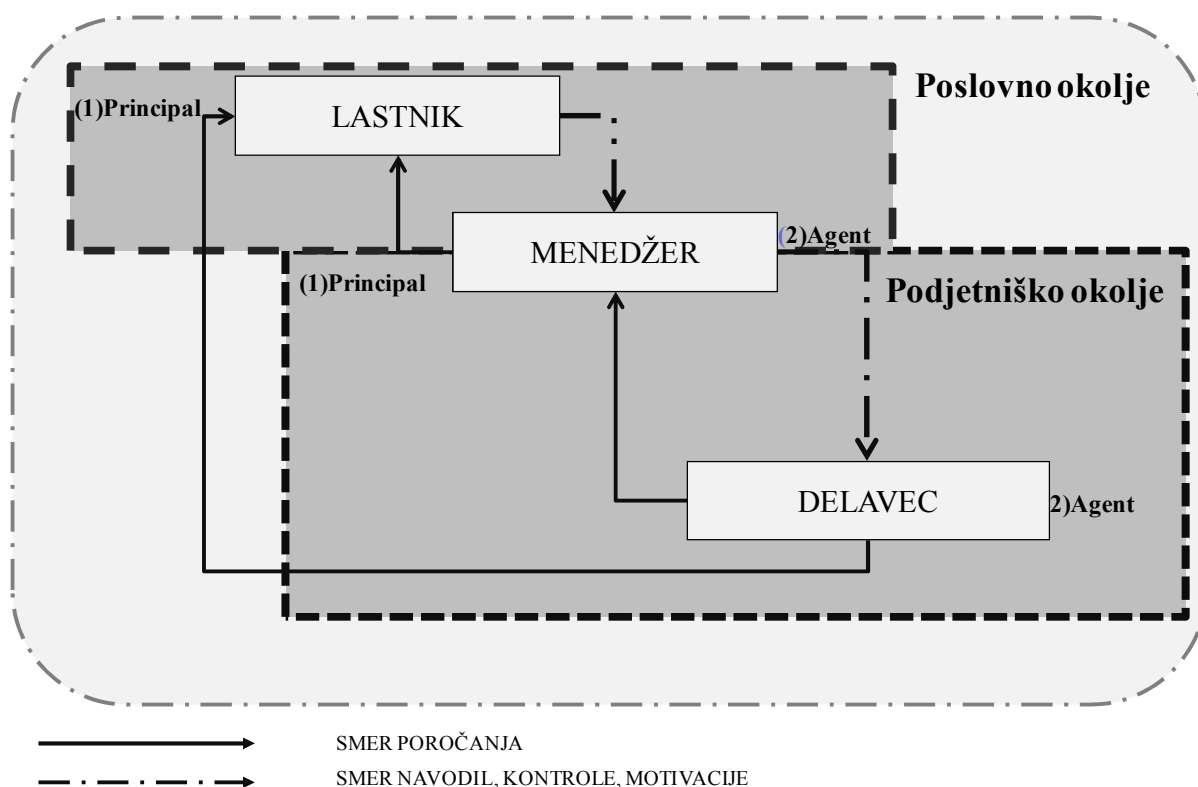 Poslovno okolje
(1)Principal
LASTNIK
MENEDŽER
(2)Agent
(1)Principal
Podjetniško okolje
DELAVEC
2)Agent
SMER POROČANJA
SMER NAVODIL, KONTROLE, MOTIVACIJE